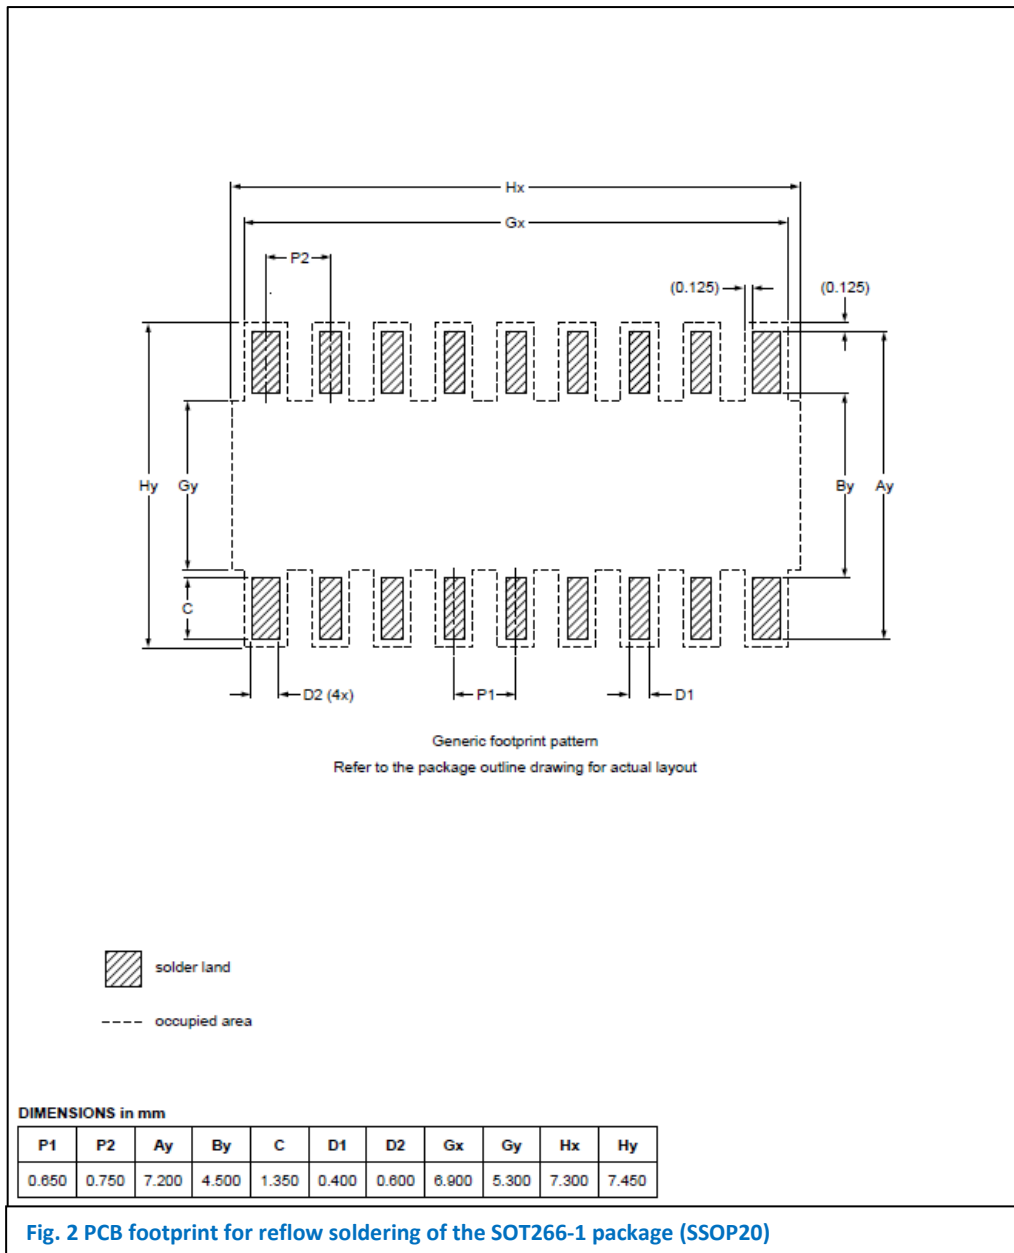 Hx
Gx
P2
(0.125)
(0.125)
Hy
Gy
By
Ay
C
D2 (4x)
P1
D1
Generic footprint pattern
Refer to the package outline drawing for actual layout
solder land
occupied area
DIMENSIONS in mm
P1 P2 Ay By C D1 D2 Gx Gy Hx Hy
0.650 0.750 7.200 4.500 1.350 0.400 0.600 6.900 5.300 7.300 7.450
Fig. 2 PCB footprint for reflow soldering of the SOT266-1 package (SSOP20)